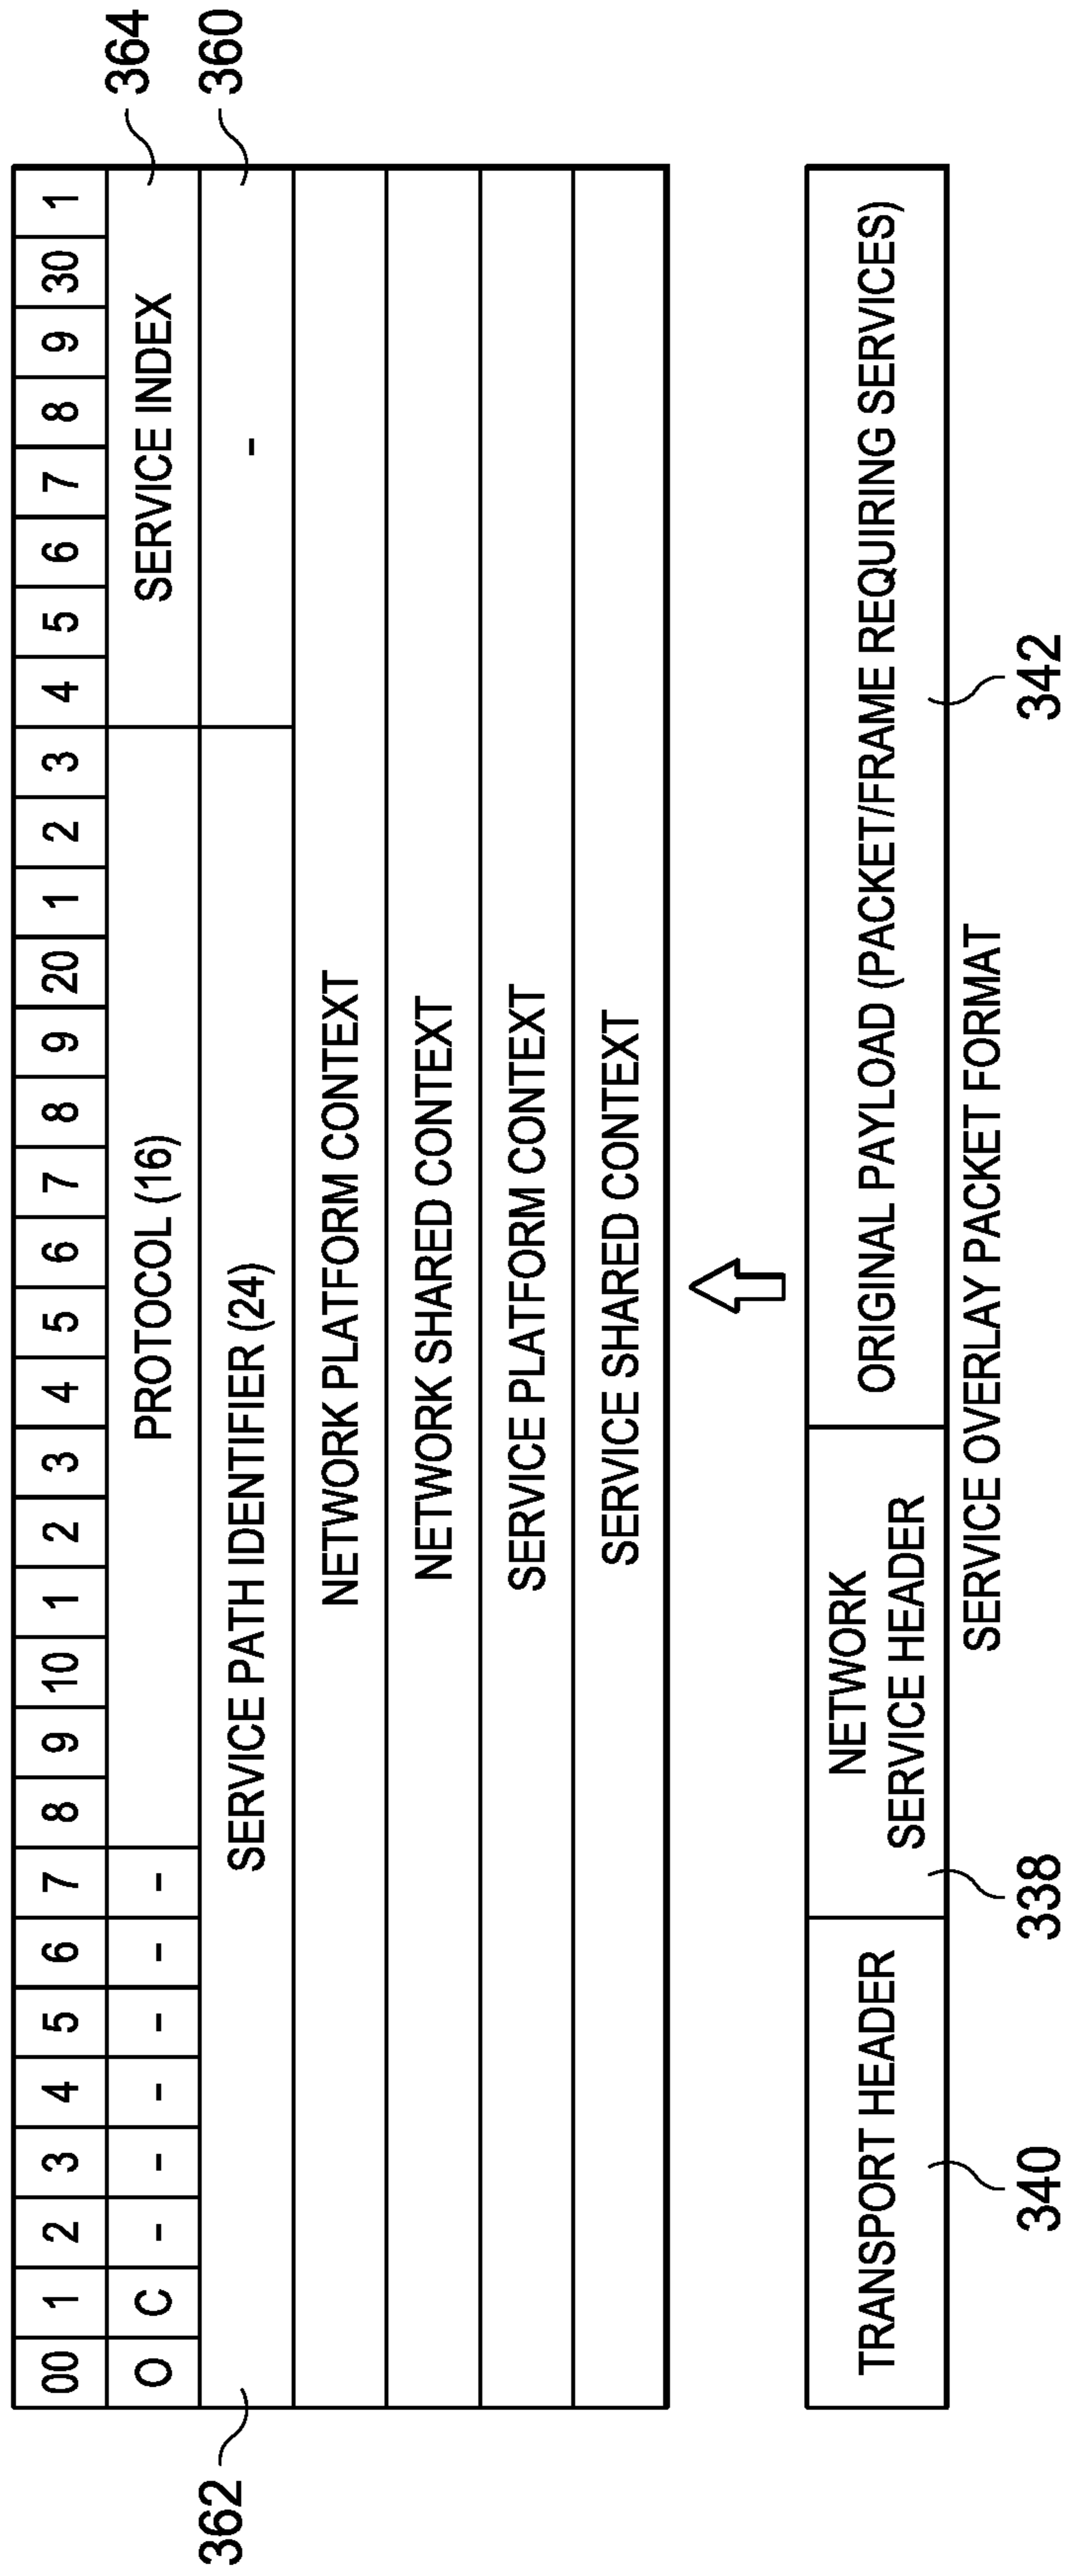 00 1 2 3 4 5 6 7 8 9 10 1 2 3 4 5 6 7 8 9 20 1 2 3 4 5 6 7 8 9 30 1
O C - - - - - - PROTOCOL (16) SERVICE INDEX
364
362
SERVICE PATH IDENTIFIER (24) -
360
NETWORK PLATFORM CONTEXT
NETWORK SHARED CONTEXT
SERVICE PLATFORM CONTEXT
SERVICE SHARED CONTEXT
TRANSPORT HEADER
NETWORK
SERVICE HEADER
ORIGINAL PAYLOAD (PACKET/FRAME REQUIRING SERVICES)
SERVICE OVERLAY PACKET FORMAT
340
338
342